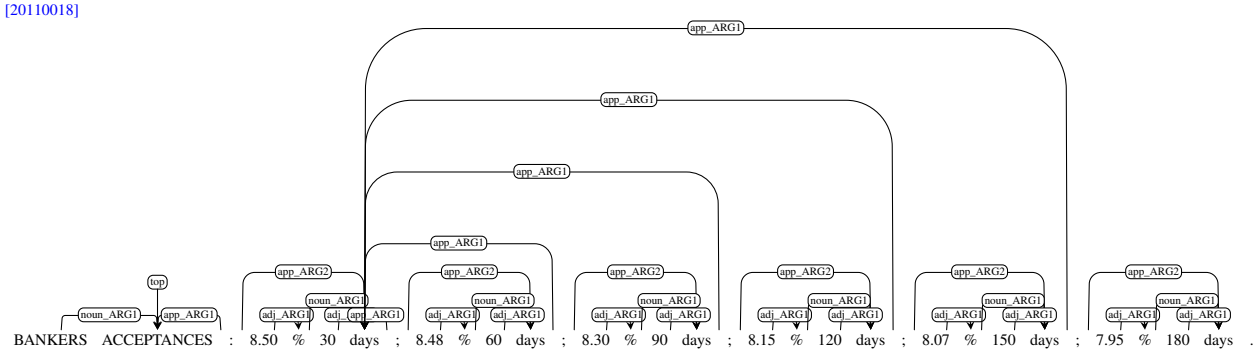 [20110018]
app_ARG1
app_ARG1
app_ARG1
app_ARG1
top app_ARG2 app_ARG2 app_ARG2 app_ARG2 app_ARG2 app_ARG2
noun_ARG1 noun_ARG1 noun_ARG1 noun_ARG1 noun_ARG1 noun_ARG1
noun_ARG1 app_ARG1 adj_ARG1 adj_ app_ARG1 adj_ARG1 adj_ARG1 adj_ARG1 adj_ARG1 adj_ARG1 adj_ARG1 adj_ARG1 adj_ARG1 adj_ARG1 adj_ARG1
BANKERS ACCEPTANCES : 8.50 % 30 days ; 8.48 % 60 days ; 8.30 % 90 days ; 8.15 % 120 days ; 8.07 % 150 days ; 7.95 % 180 days .